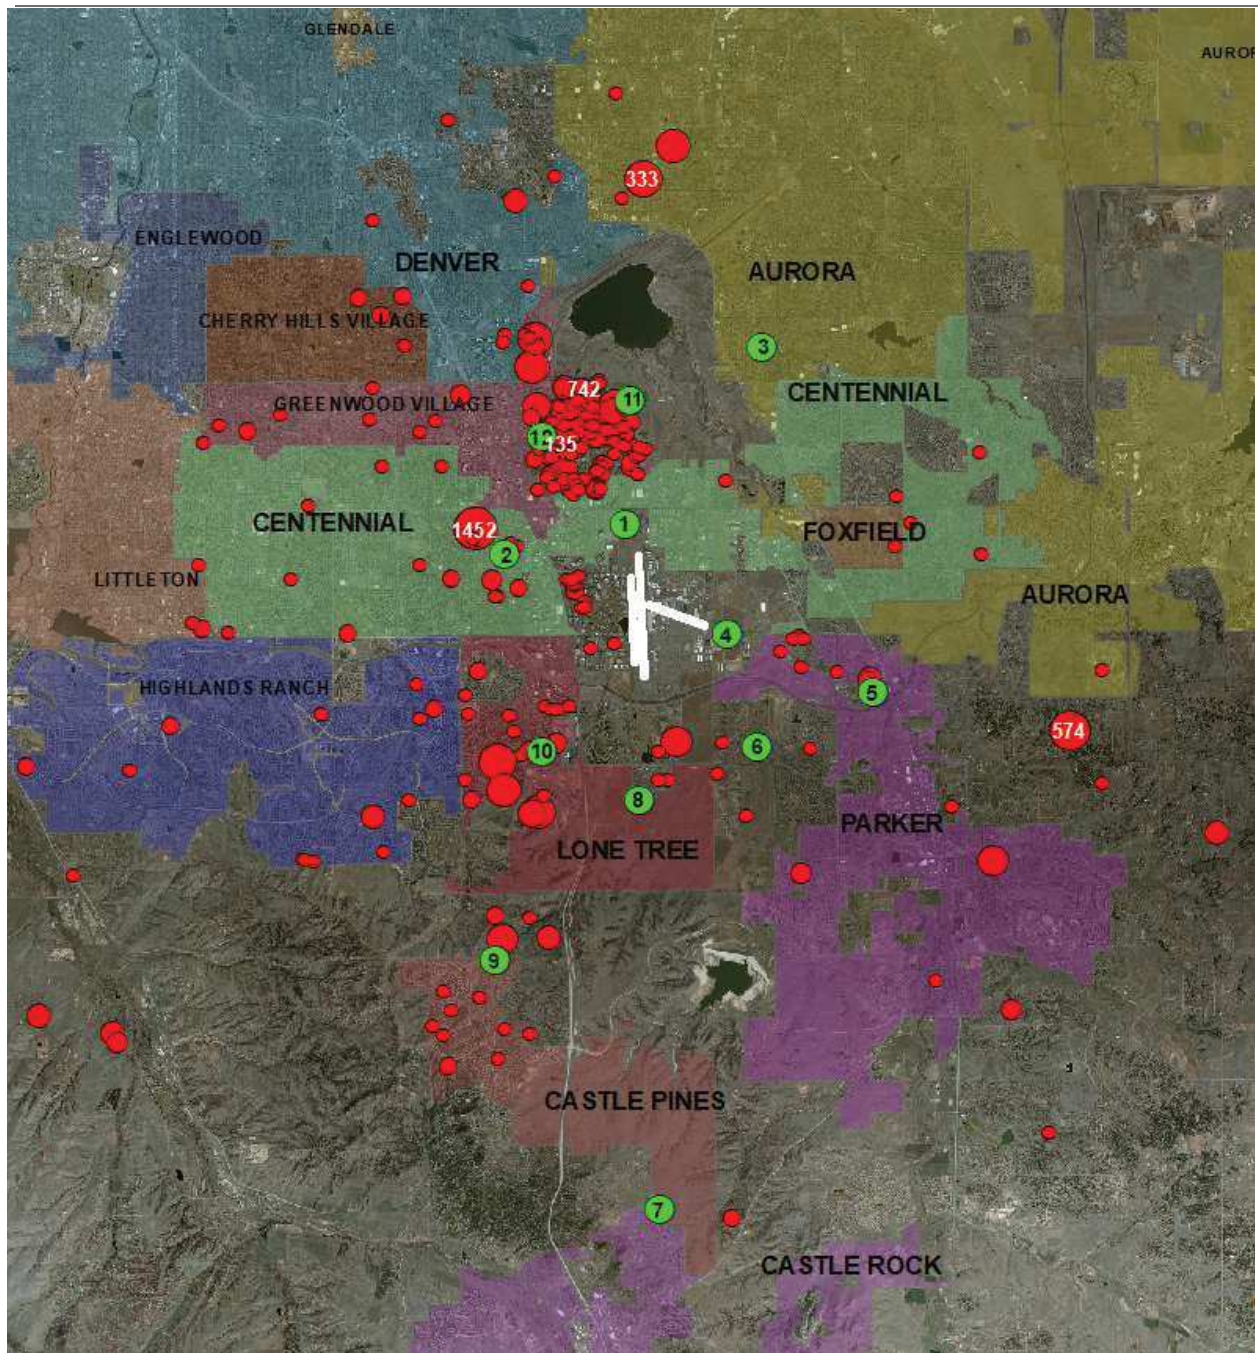 GLENDALE
AUROR
333
ENGLEWOOD
DENVER
AURORA
CHERRY HILLS VILLAGE
3
742
CENTENNIAL
11
GREENWOOD VILLAGE
12
135
CENTENNIAL
1452
1
FOXFIELD
2
LITTLETON
AURORA
4
HIGHLANDS RANCH
5
574
10
6
8
PARKER
LONE TREE
9
CASTLE PINES
7
CASTLE ROCK